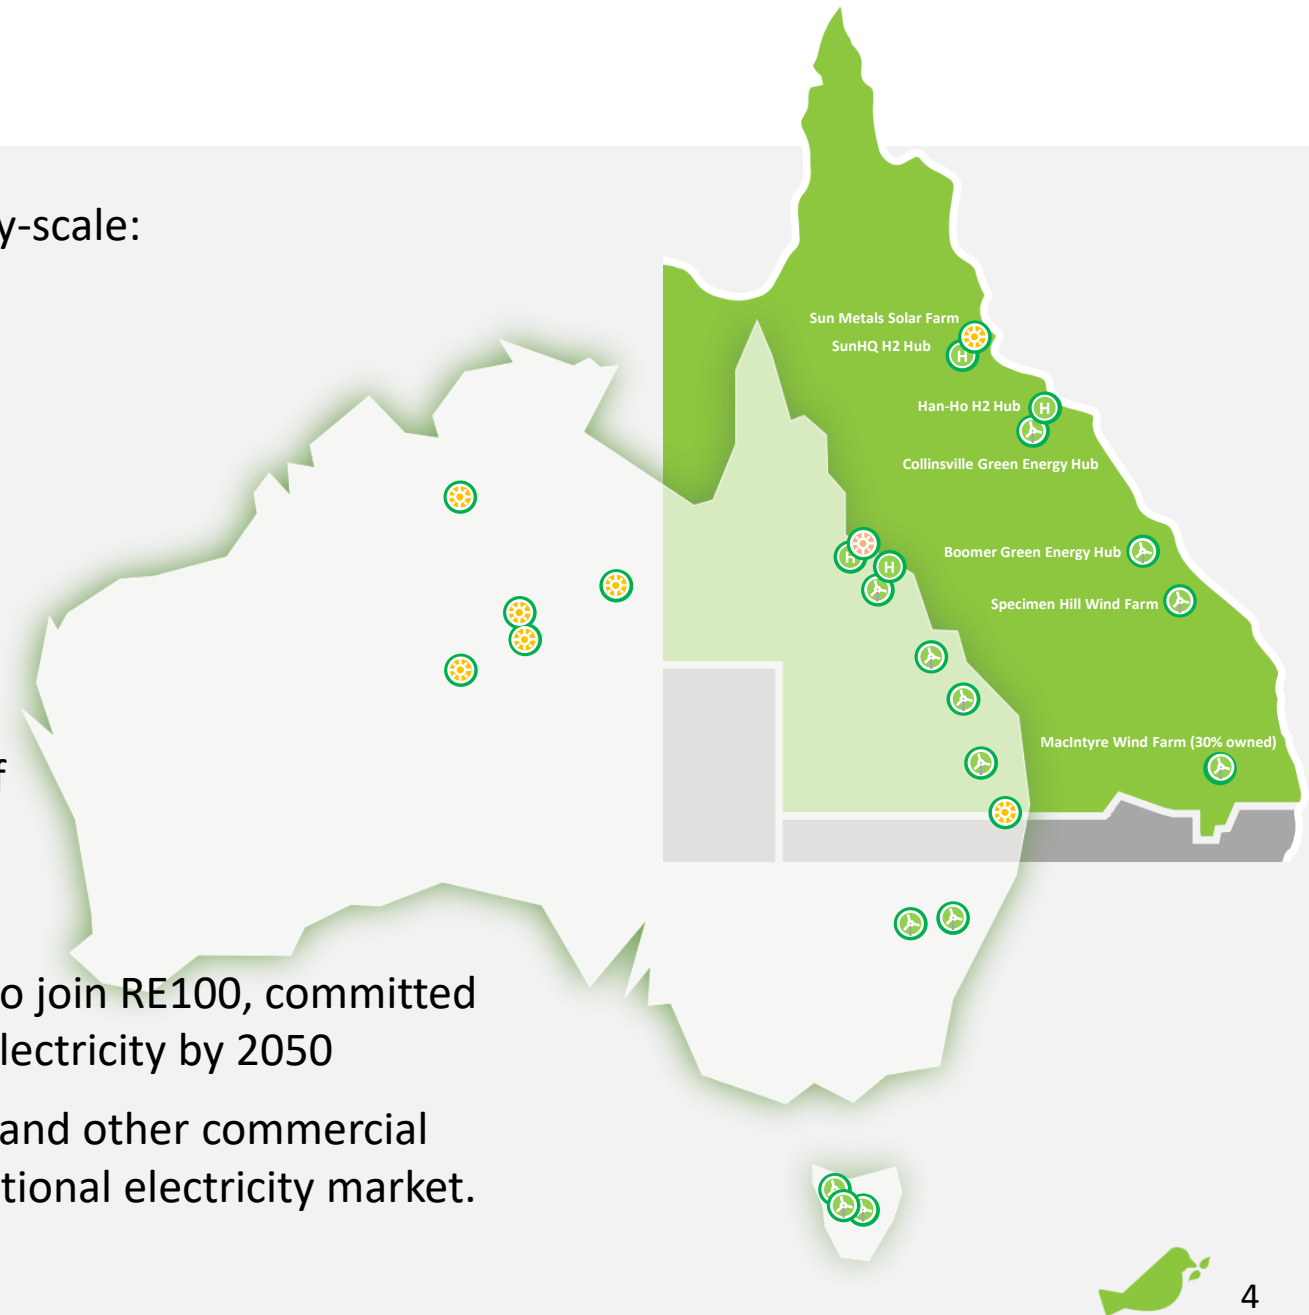 y-scale:
Sun Metals Solar Farm
SunHQ H2 Hub
H
Han-Ho H2 Hub
H
Collinsville Green Energy Hub
Boomer Green Energy Hub
H
H
Specimen Hill Wind Farm
MacIntyre Wind Farm (30% owned)
f
o join RE100, committed
lectricity by 2050
and other commercial
tional electricity market.
4